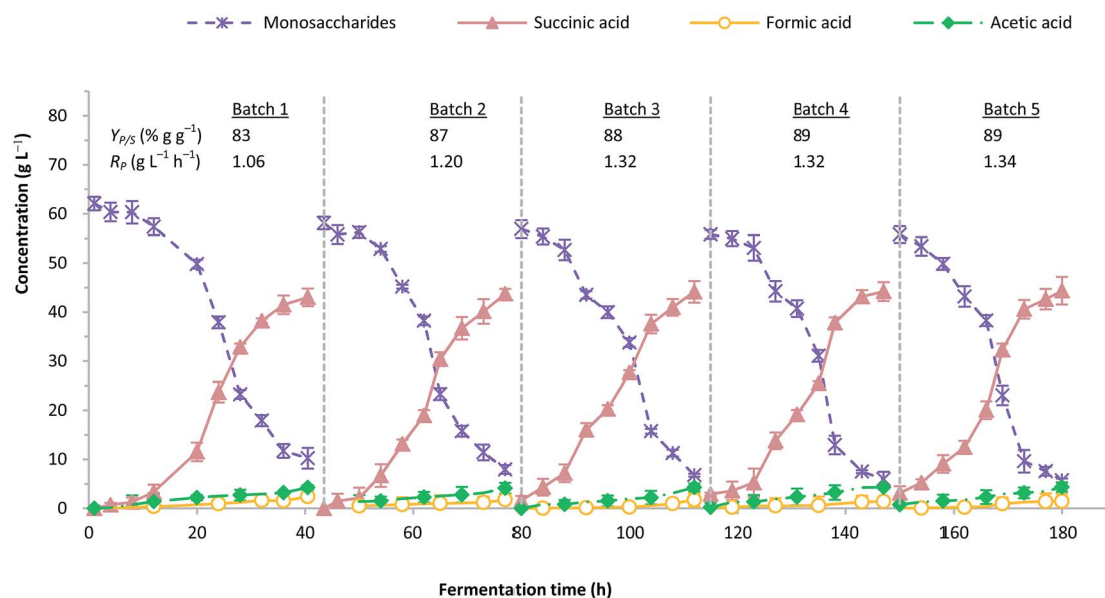 Monosaccharides Succinic acid Formic acid Acetic acid
Batch 1 Batch 2 Batch 3 Batch 4 Batch 5
Y_P/S (% g g⁻¹) 83 87 88 89 89
R_P (g L⁻¹ h⁻¹) 1.06 1.20 1.32 1.32 1.34
Concentration (g L⁻¹)
80
70
60
50
40
30
20
10
0
0 20 40 60 80 100 120 140 160 180
Fermentation time (h)